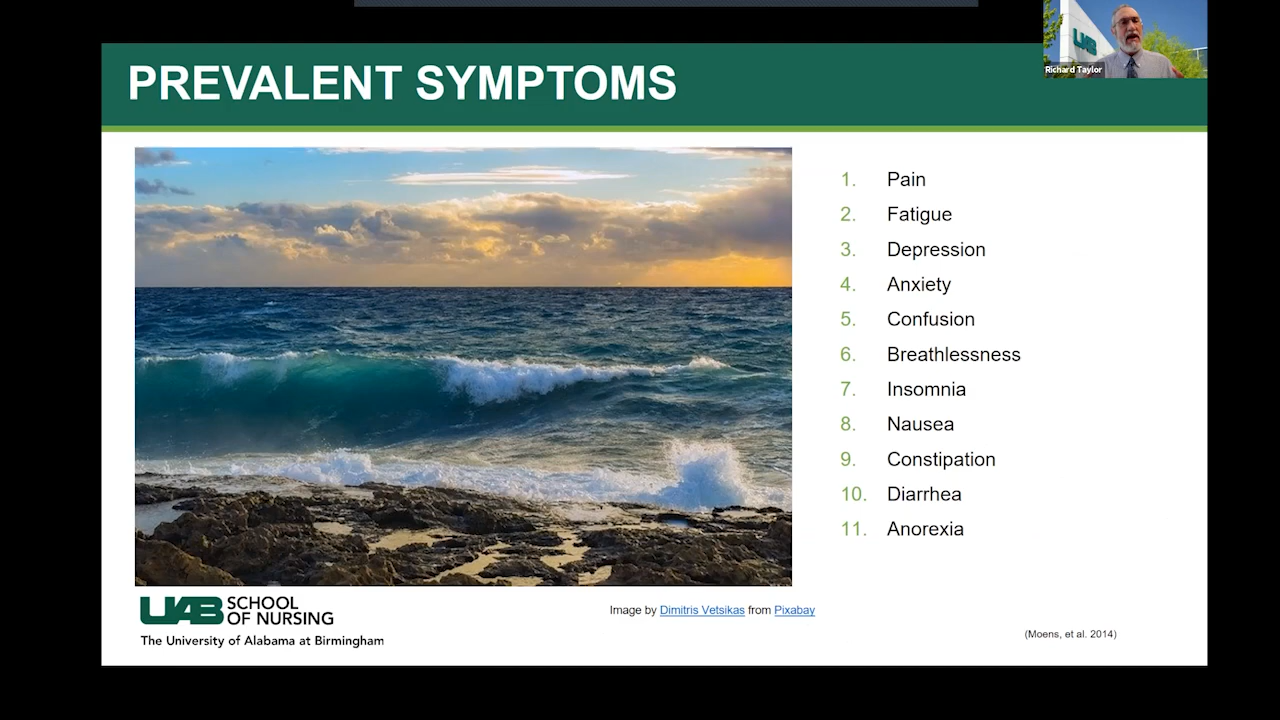 PREVALENT SYMPTOMS
UAB
Richard Taylor
1. Pain
2. Fatigue
3. Depression
4. Anxiety
5. Confusion
6. Breathlessness
7. Insomnia
8. Nausea
9. Constipation
10. Diarrhea
11. Anorexia
UAB SCHOOL
OF NURSING
The University of Alabama at Birmingham
Image by Dimitris Vetsikas from Pixabay
(Moens, et al. 2014)